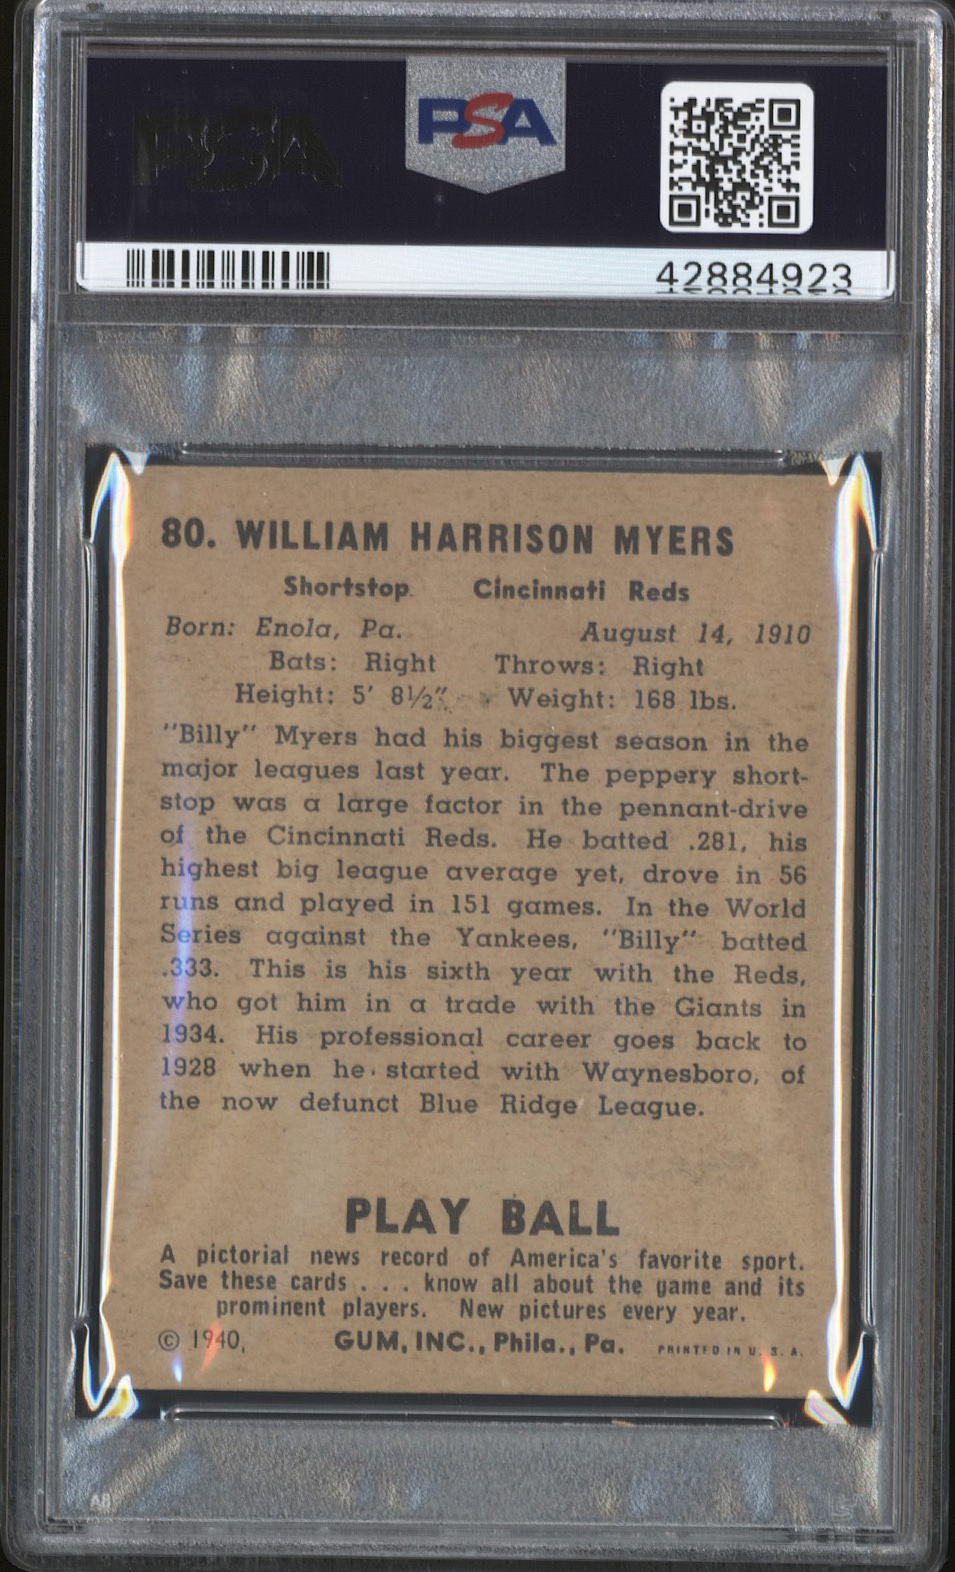 PSA
42884923
80. WILLIAM HARRISON MYERS
Shortstop Cincinnati Reds
Born: Enola, Pa. August 14, 1910
Bats: Right Throws: Right
Height: 5' 8½" Weight: 168 lbs.
"Billy" Myers had his biggest season in the
major leagues last year. The peppery short-
stop was a large factor in the pennant-drive
of the Cincinnati Reds. He batted .281, his
highest big league average yet, drove in 56
runs and played in 151 games. In the World
Series against the Yankees, "Billy" batted
.333. This is his sixth year with the Reds,
who got him in a trade with the Giants in
1934. His professional career goes back to
1928 when he started with Waynesboro, of
the now defunct Blue Ridge League.
PLAY BALL
A pictorial news record of America's favorite sport.
Save these cards . . . know all about the game and its
prominent players. New pictures every year.
© 1940, GUM, INC., Phila., Pa. PRINTED IN U. S. A.